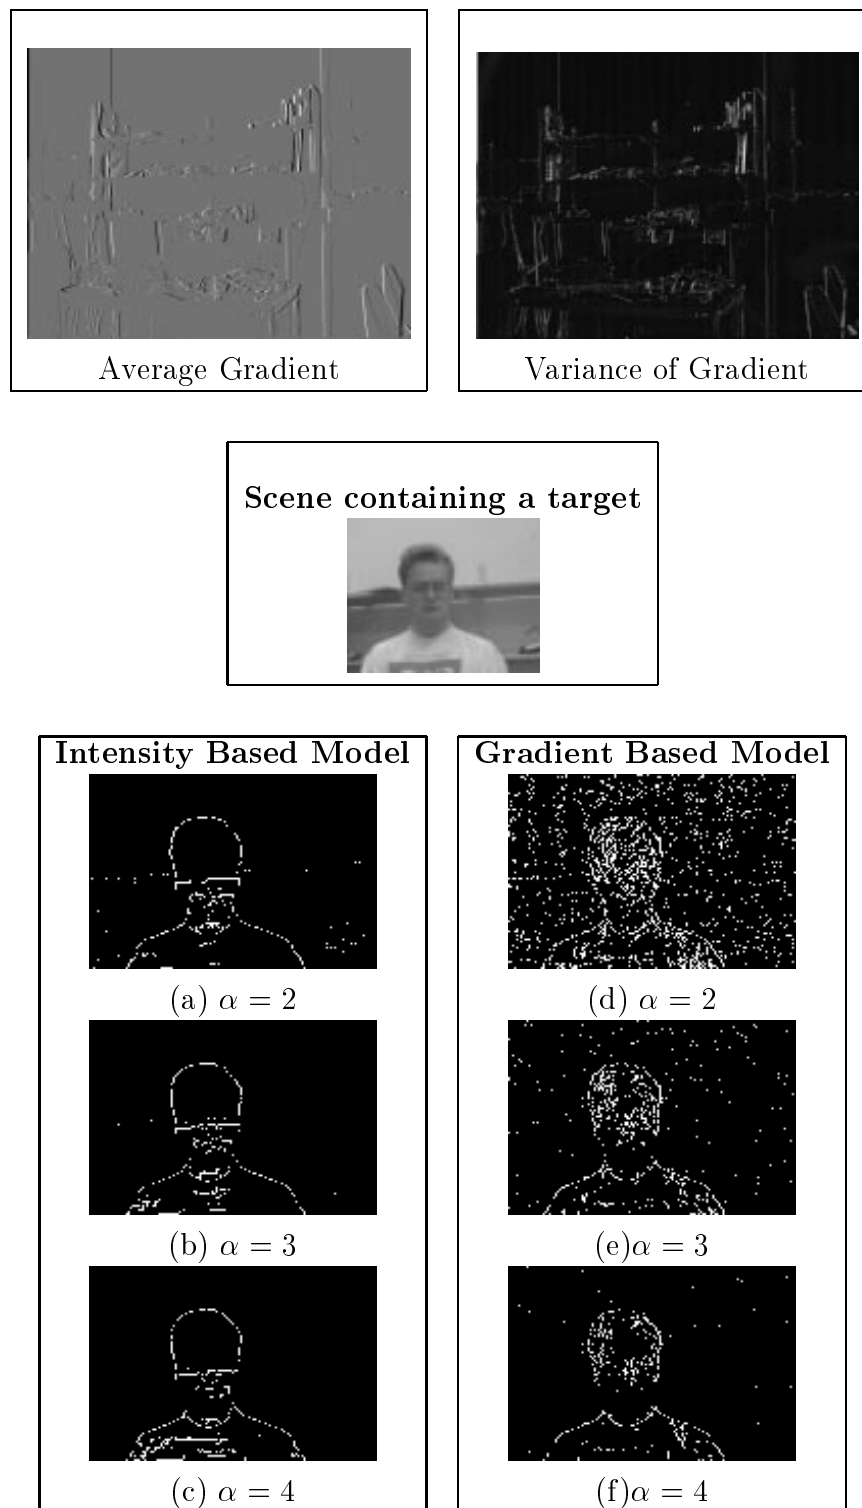 Average Gradient
Variance of Gradient
Scene containing a target
Intensity Based Model
(a) α = 2
(b) α = 3
(c) α = 4
Gradient Based Model
(d) α = 2
(e)α = 3
(f)α = 4